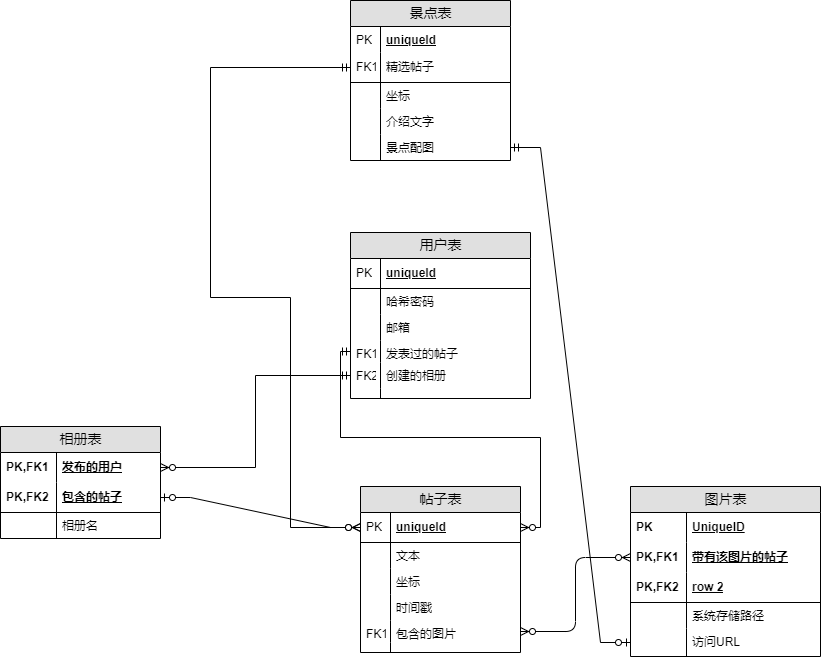 景点表
PK uniqueId
FK1 精选帖子
坐标
介绍文字
景点配图
用户表
PK uniqueId
哈希密码
邮箱
FK1 发表过的帖子
FK2 创建的相册
相册表
PK,FK1 发布的用户
PK,FK2 包含的帖子
相册名
帖子表
PK uniqueId
文本
坐标
时间戳
FK1 包含的图片
图片表
PK UniqueID
PK,FK1 带有该图片的帖子
PK,FK2 row 2
系统存储路径
访问URL